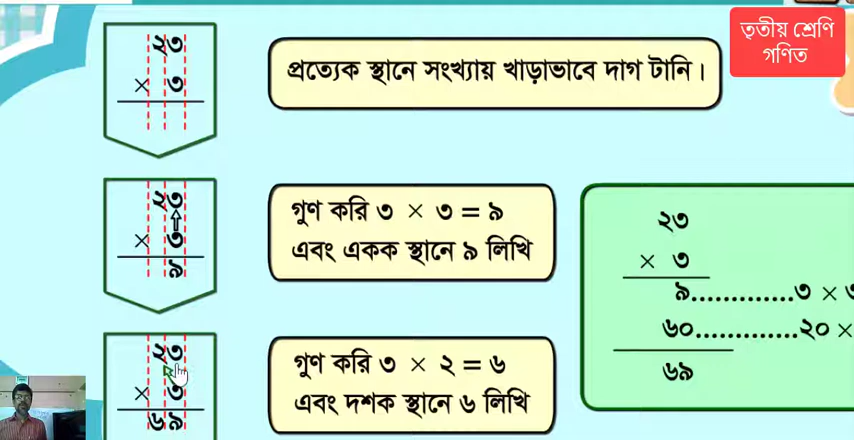 তৃতীয় শ্রেণি
গণিত
২৩
× ৩
প্রত্যেক স্থানে সংখ্যায় খাড়াভাবে দাগ টানি।
২৩
× ৩
৯
গুণ করি ৩ × ৩ = ৯
এবং একক স্থানে ৯ লিখি
২৩
× ৩
৬৯
গুণ করি ৩ × ২ = ৬
এবং দশক স্থানে ৬ লিখি
২৩
× ৩
৯.............৩ × ৩
৬০.............২০ ×
৬৯